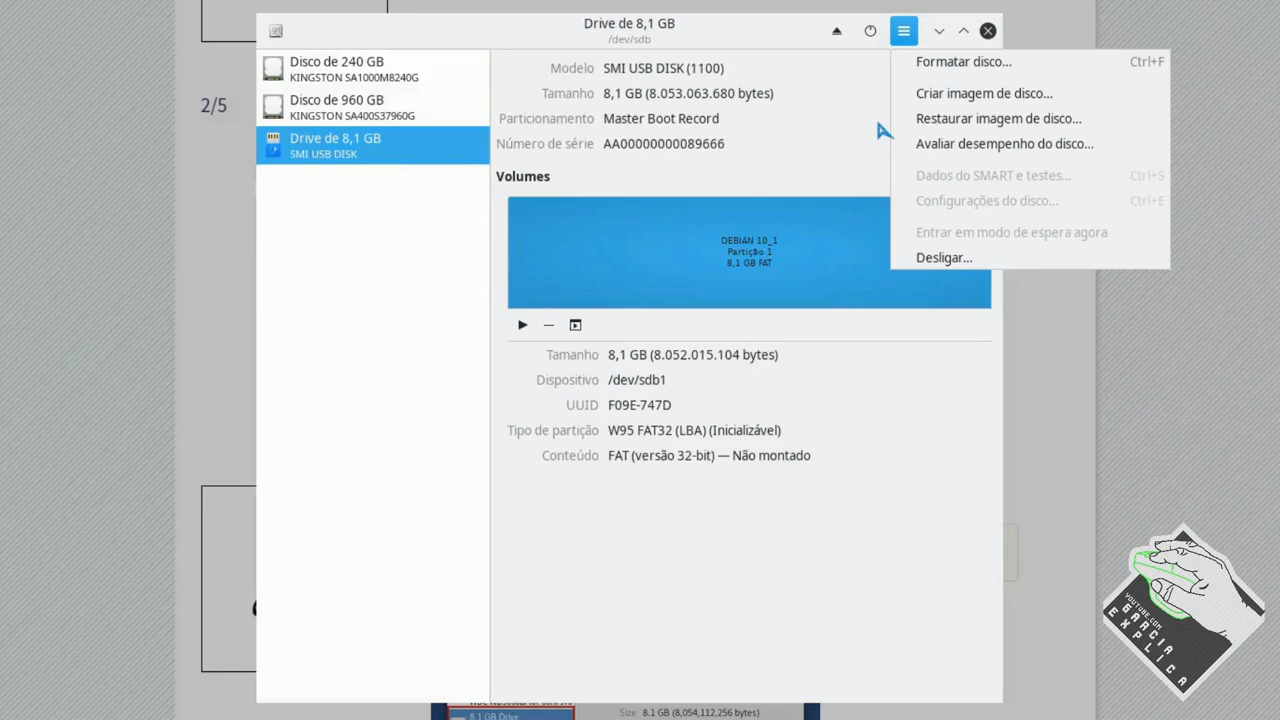 Drive de 8,1 GB
/dev/sdb
Disco de 240 GB
KINGSTON SA1000M8240G
Disco de 960 GB
KINGSTON SA400S37960G
Drive de 8,1 GB
SMI USB DISK
2/5
Modelo SMI USB DISK (1100)
Tamanho 8,1 GB (8.053.063.680 bytes)
Particionamento Master Boot Record
Número de série AA00000000089666
Volumes
DEBIAN 10_1
Partição 1
8,1 GB FAT
Tamanho 8,1 GB (8.052.015.104 bytes)
Dispositivo /dev/sdb1
UUID F09E-747D
Tipo de partição W95 FAT32 (LBA) (Inicializável)
Conteúdo FAT (versão 32-bit) — Não montado
Formatar disco... Ctrl+F
Criar imagem de disco...
Restaurar imagem de disco...
Avaliar desempenho do disco...
Dados do SMART e testes... Ctrl+S
Configurações do disco... Ctrl+E
Entrar em modo de espera agora
Desligar...
8.1 GB Drive
Size 8.1 GB (8,054,112,256 bytes)
YOUTUBE.COM
GARCIA
EXPLICA